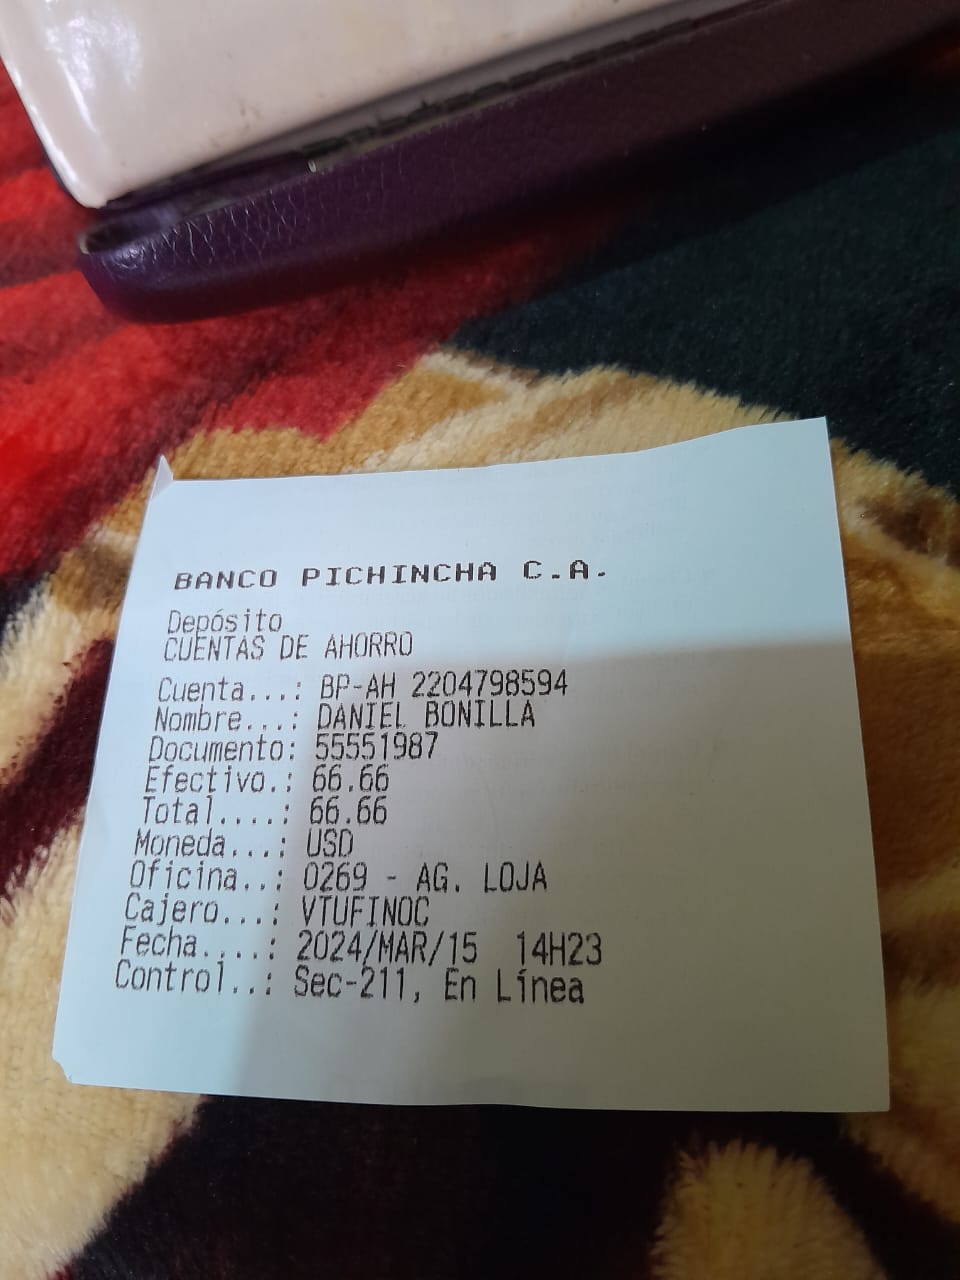 BANCO PICHINCHA C.A.
Depósito
CUENTAS DE AHORRO
Cuenta...: BP-AH 2204798594
Nombre...: DANIEL BONILLA
Documento: 55551987
Efectivo.: 66.66
Total....: 66.66
Moneda...: USD
Oficina..: 0269 - AG. LOJA
Cajero...: VTUFINOC
Fecha....: 2024/MAR/15 14H23
Control..: Sec-211, En Línea